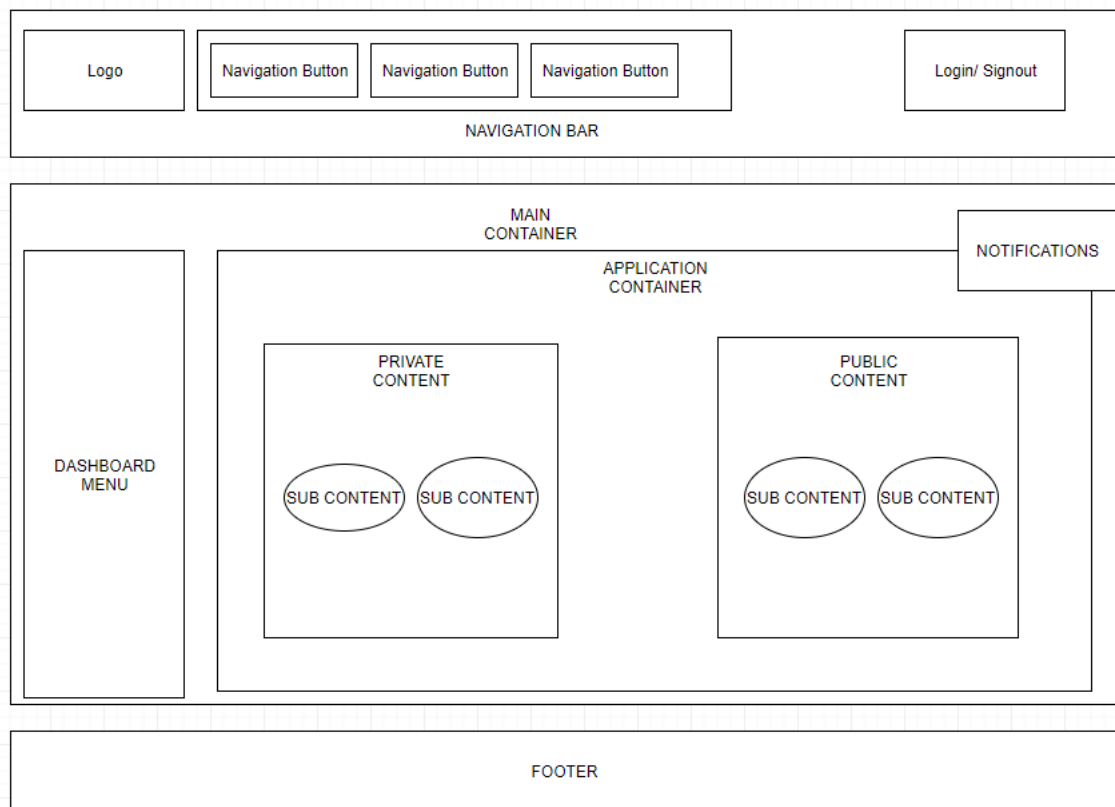 Logo
Navigation Button
Navigation Button
Navigation Button
Login/ Signout
NAVIGATION BAR
MAIN
CONTAINER
NOTIFICATIONS
APPLICATION
CONTAINER
PRIVATE
CONTENT
PUBLIC
CONTENT
DASHBOARD
MENU
SUB CONTENT
SUB CONTENT
SUB CONTENT
SUB CONTENT
FOOTER